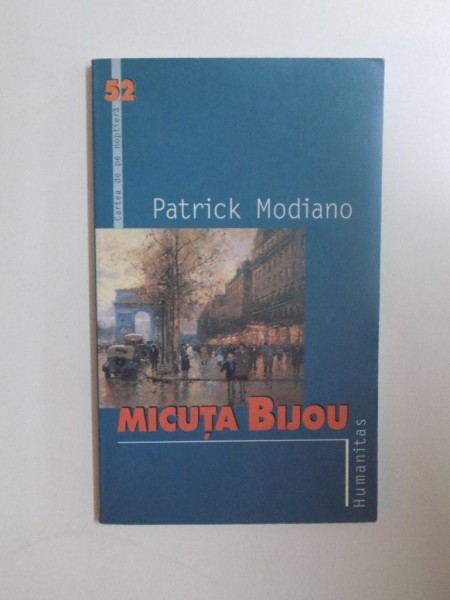 52
Cartea de pe noptieră
Patrick Modiano
MICUȚA BIJOU
Humanitas